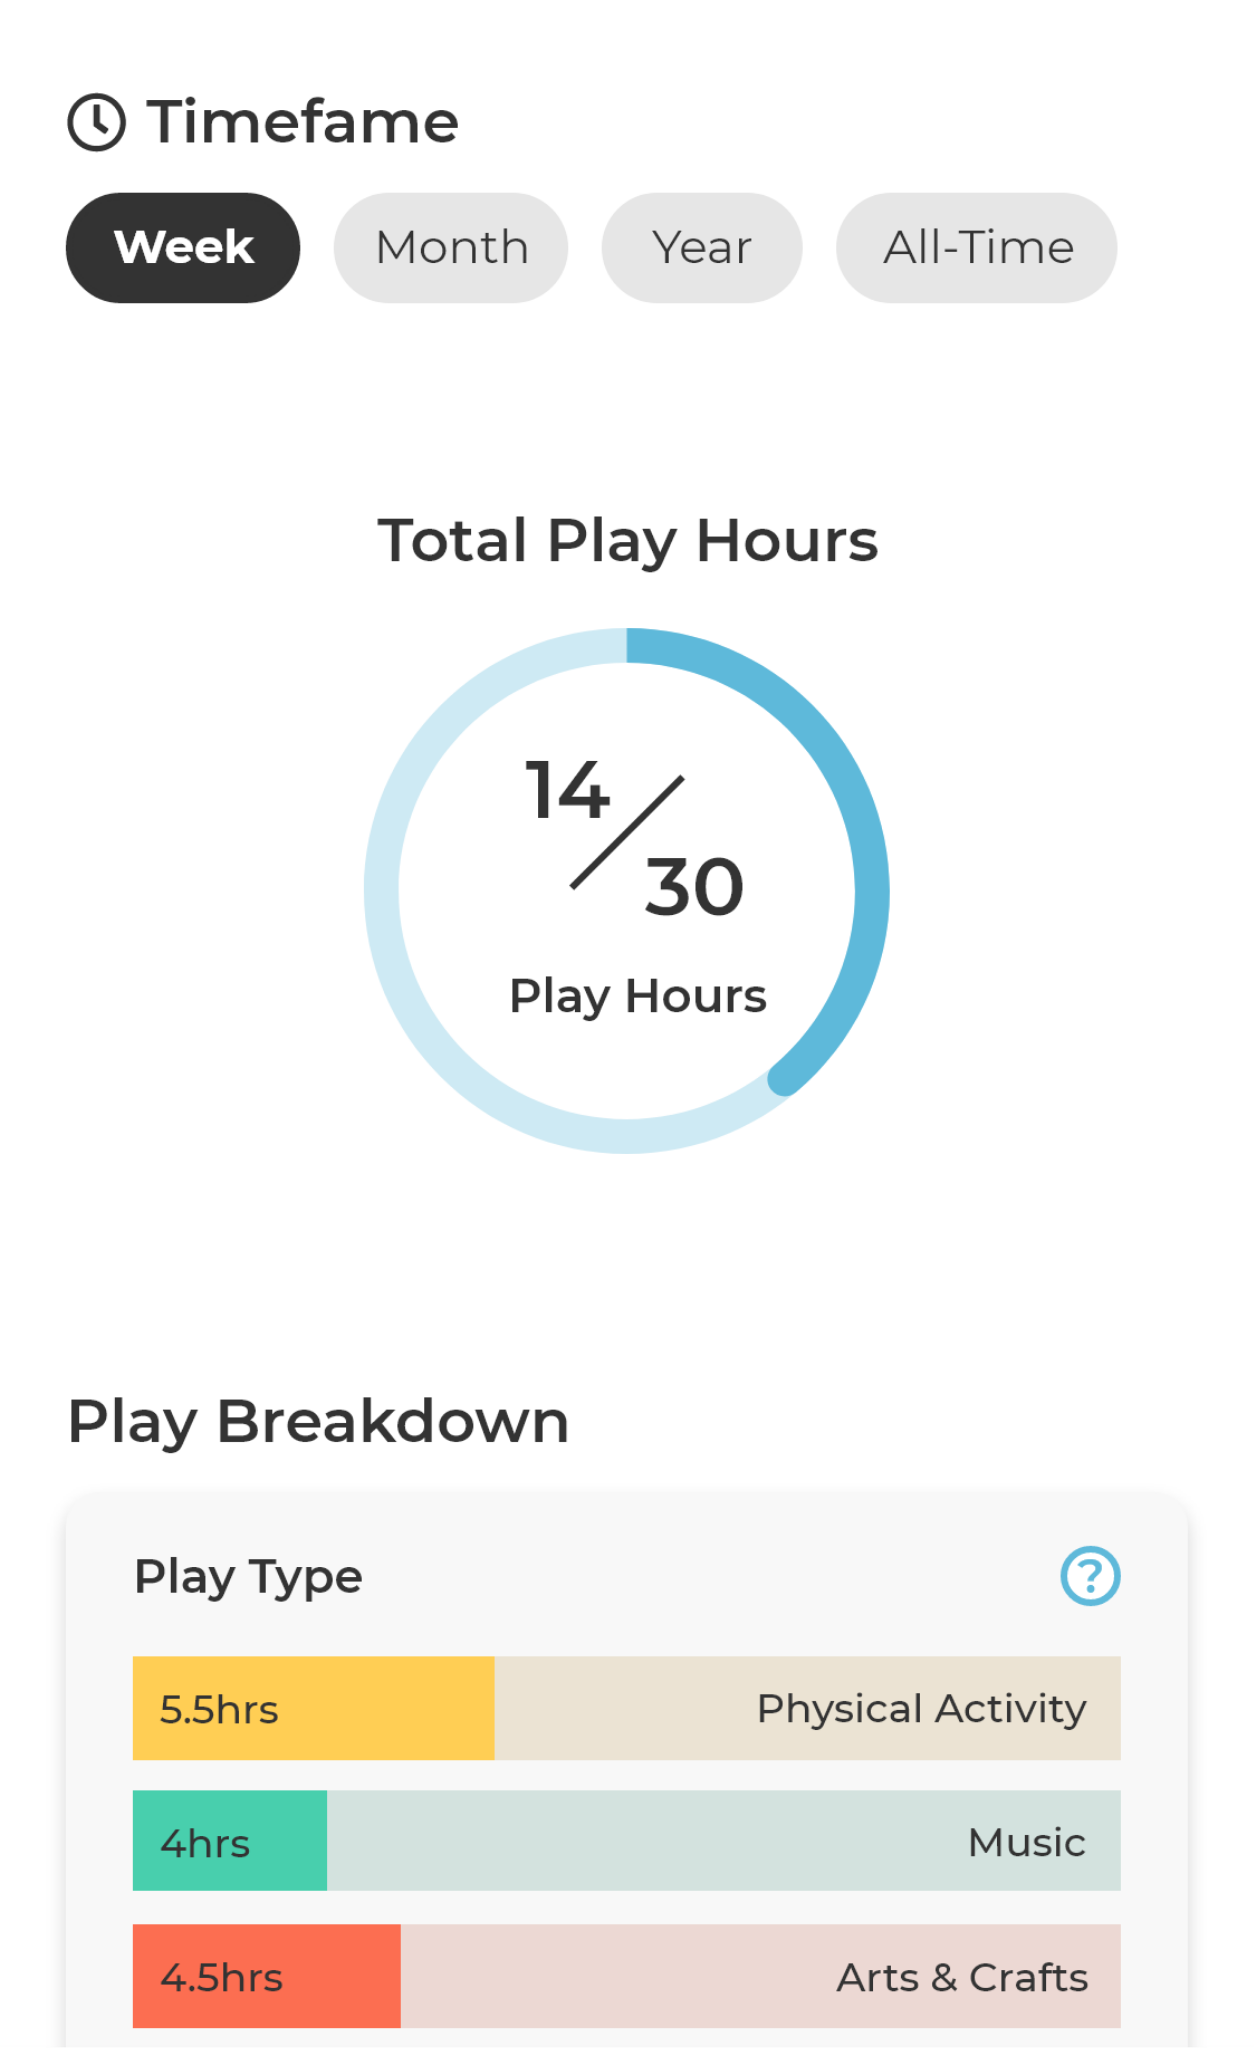 Timefame
Week Month Year All-Time
Total Play Hours
14/30
Play Hours
Play Breakdown
Play Type ?
5.5hrs Physical Activity
4hrs Music
4.5hrs Arts & Crafts